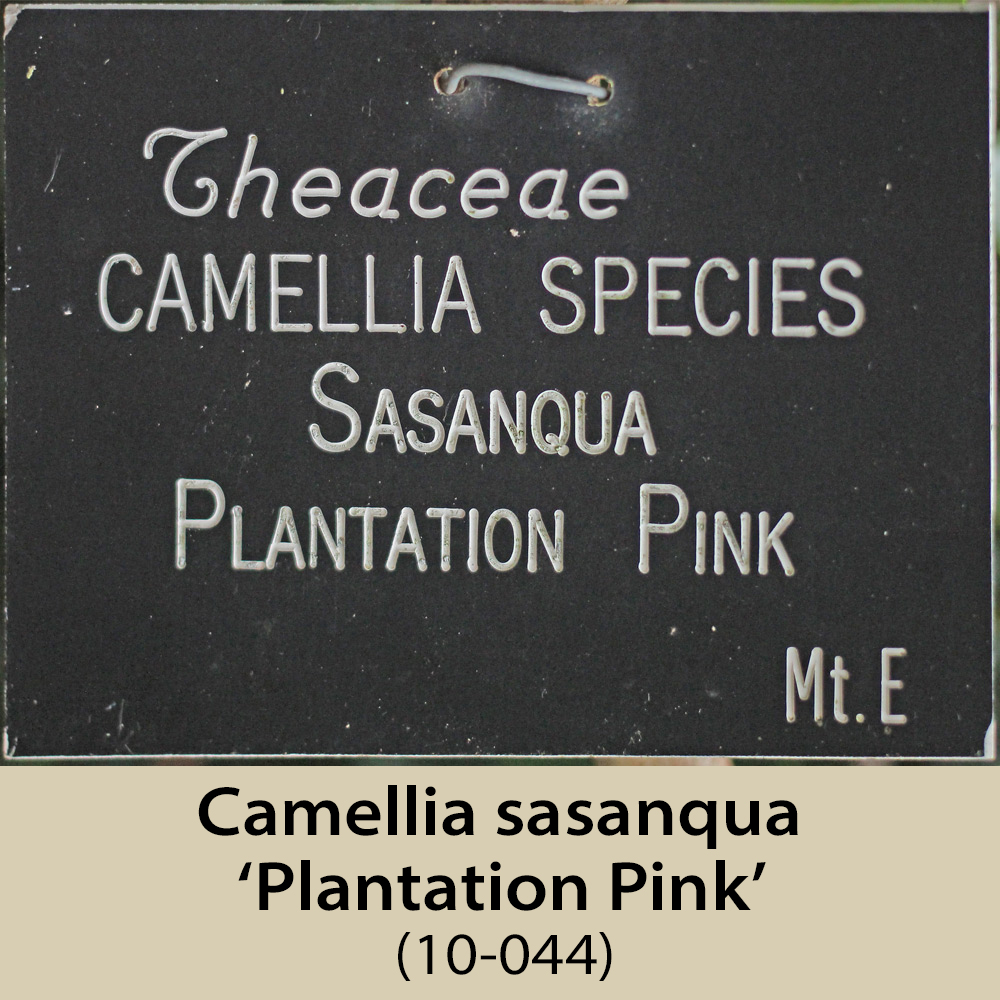 Theaceae
CAMELLIA SPECIES
SASANQUA
PLANTATION PINK
Mt. E
Camellia sasanqua
‘Plantation Pink’
(10-044)